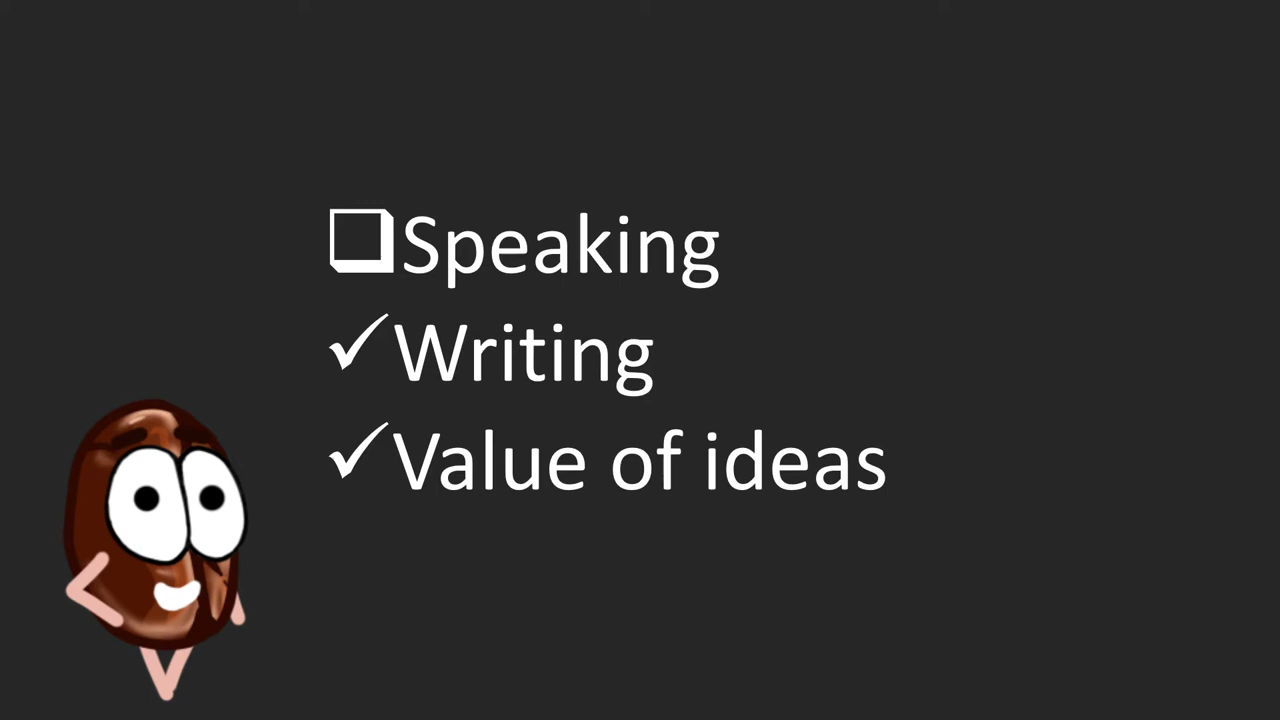 ❑Speaking
✓Writing
✓Value of ideas